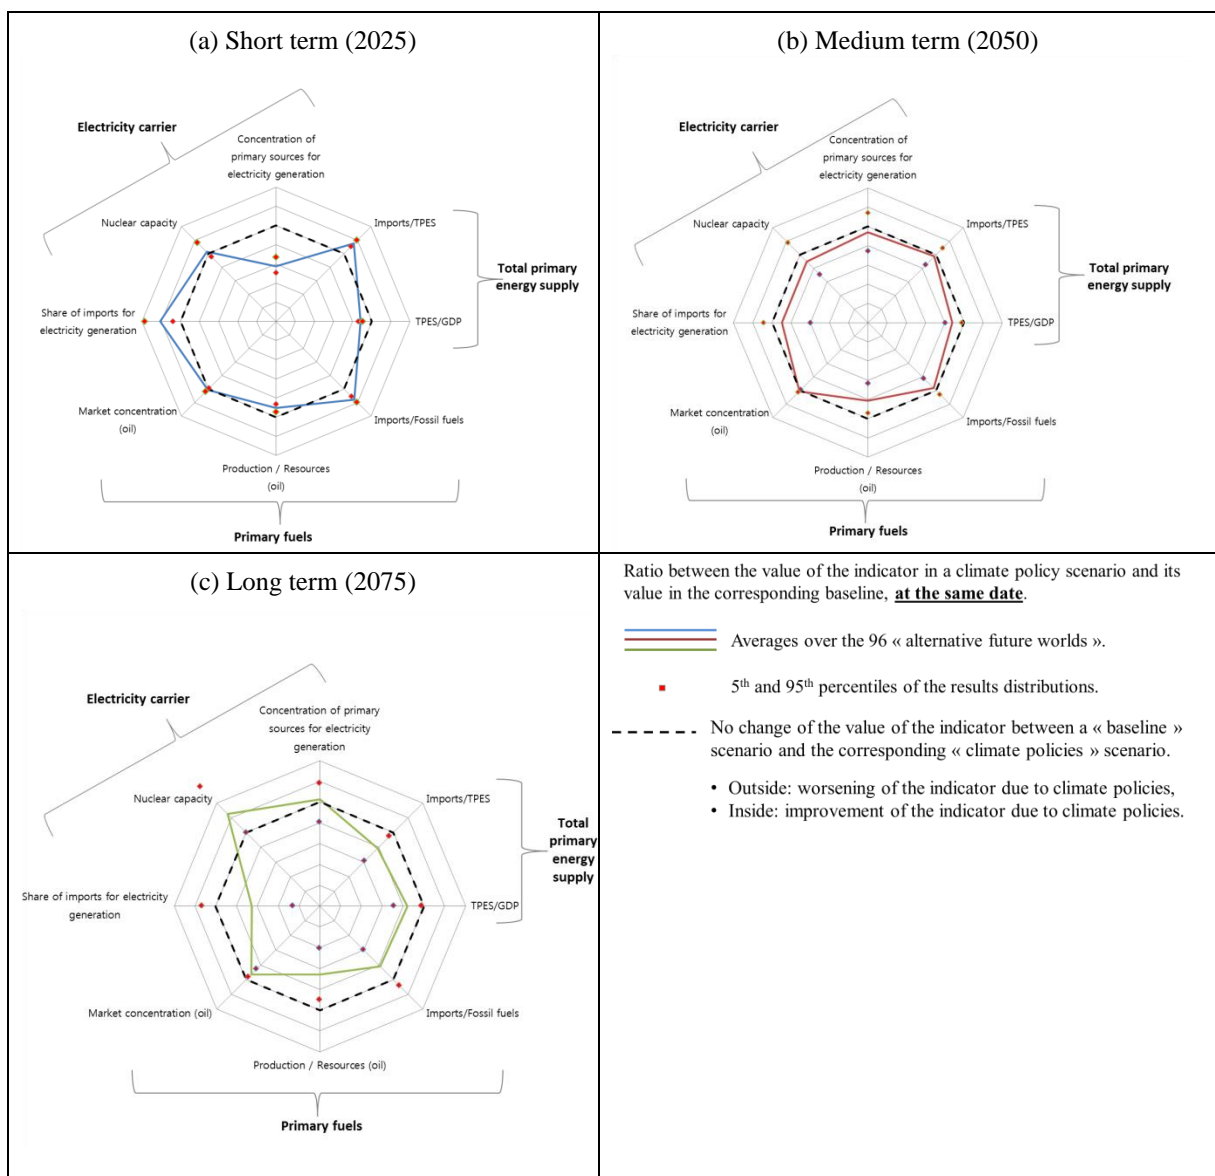 (a) Short term (2025)
Electricity carrier
Concentration of
primary sources for
electricity generation
Nuclear capacity
Imports/TPES
Total primary
energy supply
Share of imports for
electricity generation
TPES/GDP
Market concentration
(oil)
Imports/Fossil fuels
Production / Resources
(oil)
Primary fuels
(b) Medium term (2050)
Electricity carrier
Concentration of
primary sources for
electricity generation
Nuclear capacity
Imports/TPES
Total primary
energy supply
Share of imports for
electricity generation
TPES/GDP
Market concentration
(oil)
Imports/Fossil fuels
Production / Resources
(oil)
Primary fuels
(c) Long term (2075)
Electricity carrier
Concentration of primary
sources for electricity
generation
Nuclear capacity
Imports/TPES
Total
primary
energy
supply
Share of imports for electricity
generation
TPES/GDP
Market concentration (oil)
Imports/Fossil fuels
Production / Resources (oil)
Primary fuels
Ratio between the value of the indicator in a climate policy scenario and its
value in the corresponding baseline, at the same date.
Averages over the 96 « alternative future worlds ».
5th and 95th percentiles of the results distributions.
No change of the value of the indicator between a « baseline »
scenario and the corresponding « climate policies » scenario.
• Outside: worsening of the indicator due to climate policies,
• Inside: improvement of the indicator due to climate policies.